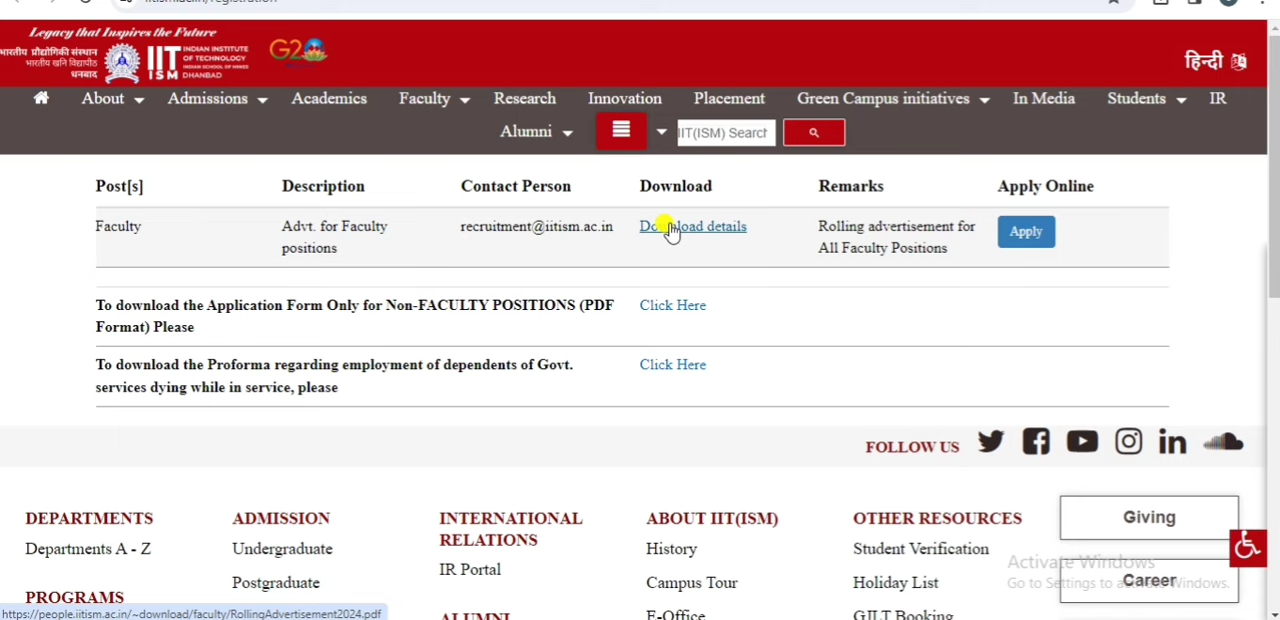 Legacy that Inspires the Future
भारतीय प्रौद्योगिकी संस्थान
भारतीय खनि विद्यापीठ
धनबाद
IIT
ISM
INDIAN INSTITUTE
OF TECHNOLOGY
INDIAN SCHOOL OF MINES
DHANBAD
G20
हिन्दी
About Admissions Academics Faculty Research Innovation Placement Green Campus initiatives In Media Students IR
Alumni IIT(ISM) Search
Post[s] Description Contact Person Download Remarks Apply Online
Faculty Advt. for Faculty recruitment@iitism.ac.in Download details Rolling advertisement for Apply
positions All Faculty Positions
To download the Application Form Only for Non-FACULTY POSITIONS (PDF Click Here
Format) Please
To download the Proforma regarding employment of dependents of Govt. Click Here
services dying while in service, please
FOLLOW US
DEPARTMENTS ADMISSION INTERNATIONAL ABOUT IIT(ISM) OTHER RESOURCES Giving
RELATIONS
Departments A - Z Undergraduate History Student Verification
IR Portal
Activate Windows
Postgraduate Campus Tour Holiday List Career
Go to Settings to activate Windows.
PROGRAMS
https://people.iitism.ac.in/~download/faculty/RollingAdvertisement2024.pdf
ALUMNI E-Office GILT Booking